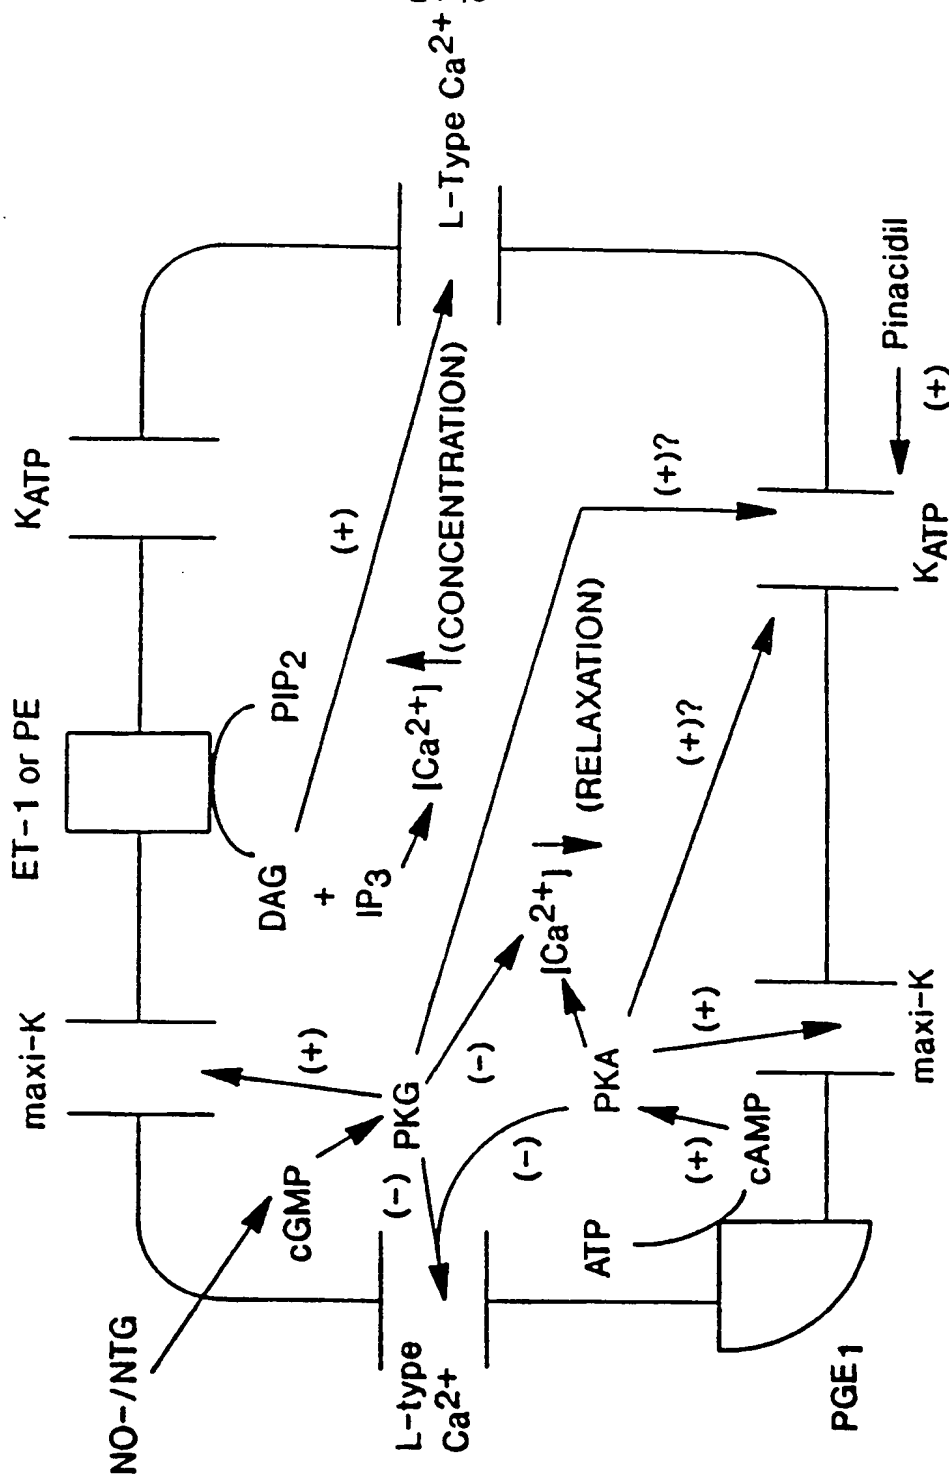 NO-/NTG
maxi-K
ET-1 or PE
KATP
cGMP
(+)
DAG
PIP2
+
IP3
(+)
[Ca2+]
(CONCENTRATION)
L-type
Ca2+
(-)
PKG
(-)
L-Type Ca2+
[Ca2+]
(RELAXATION)
(+)?
(-)
PKA
(+)?
ATP
(+)
cAMP
(+)
PGE1
maxi-K
KATP
Pinacidil
(+)